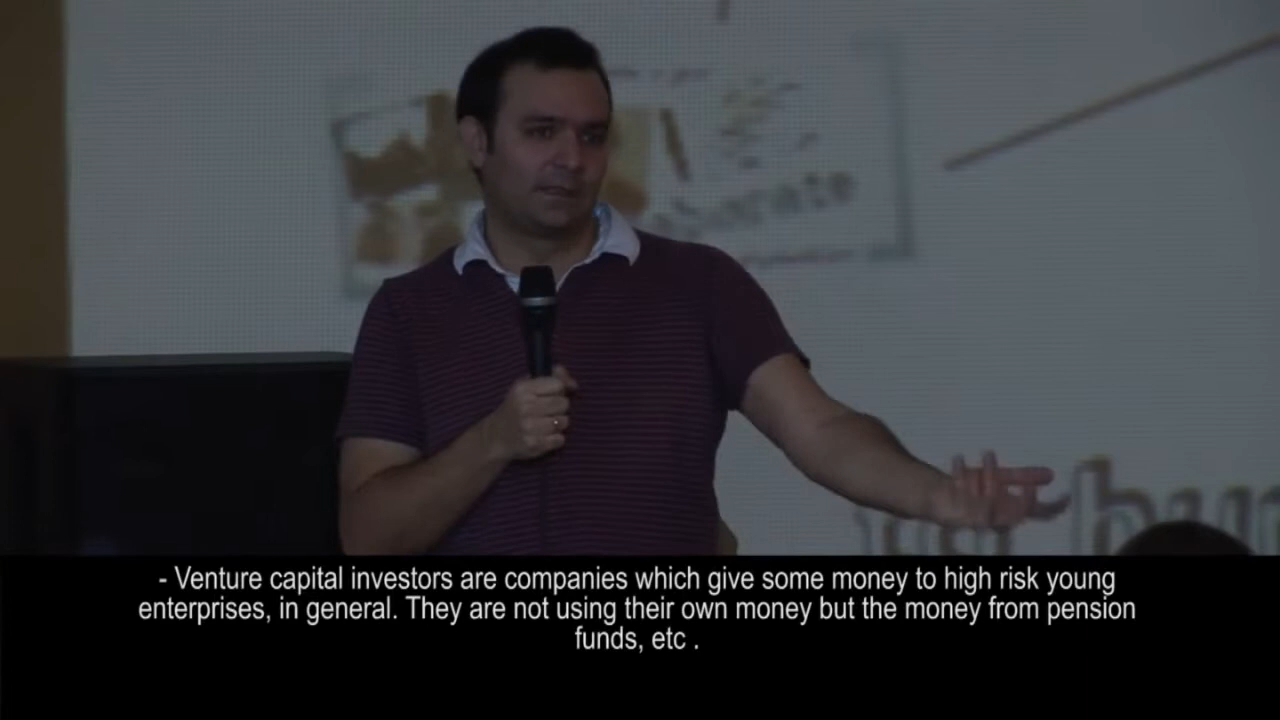 - Venture capital investors are companies which give some money to high risk young
enterprises, in general. They are not using their own money but the money from pension
funds, etc .